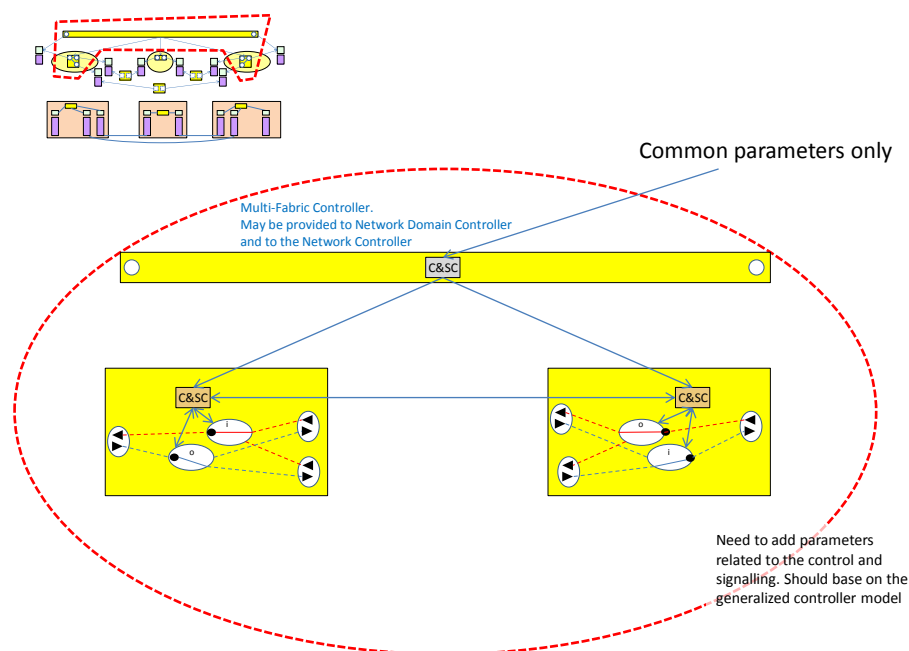 Common parameters only
Multi-Fabric Controller.
May be provided to Network Domain Controller
and to the Network Controller
C&SC
C&SC
C&SC
i
o
o
i
Need to add parameters
related to the control and
signalling. Should base on the
generalized controller model